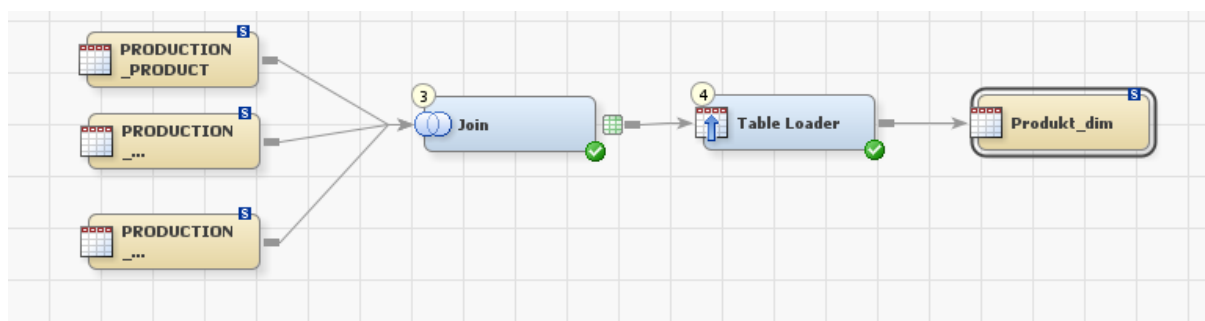 S
PRODUCTION
_PRODUCT
S
PRODUCTION
_...
S
PRODUCTION
_...
3
Join
4
Table Loader
S
Produkt_dim